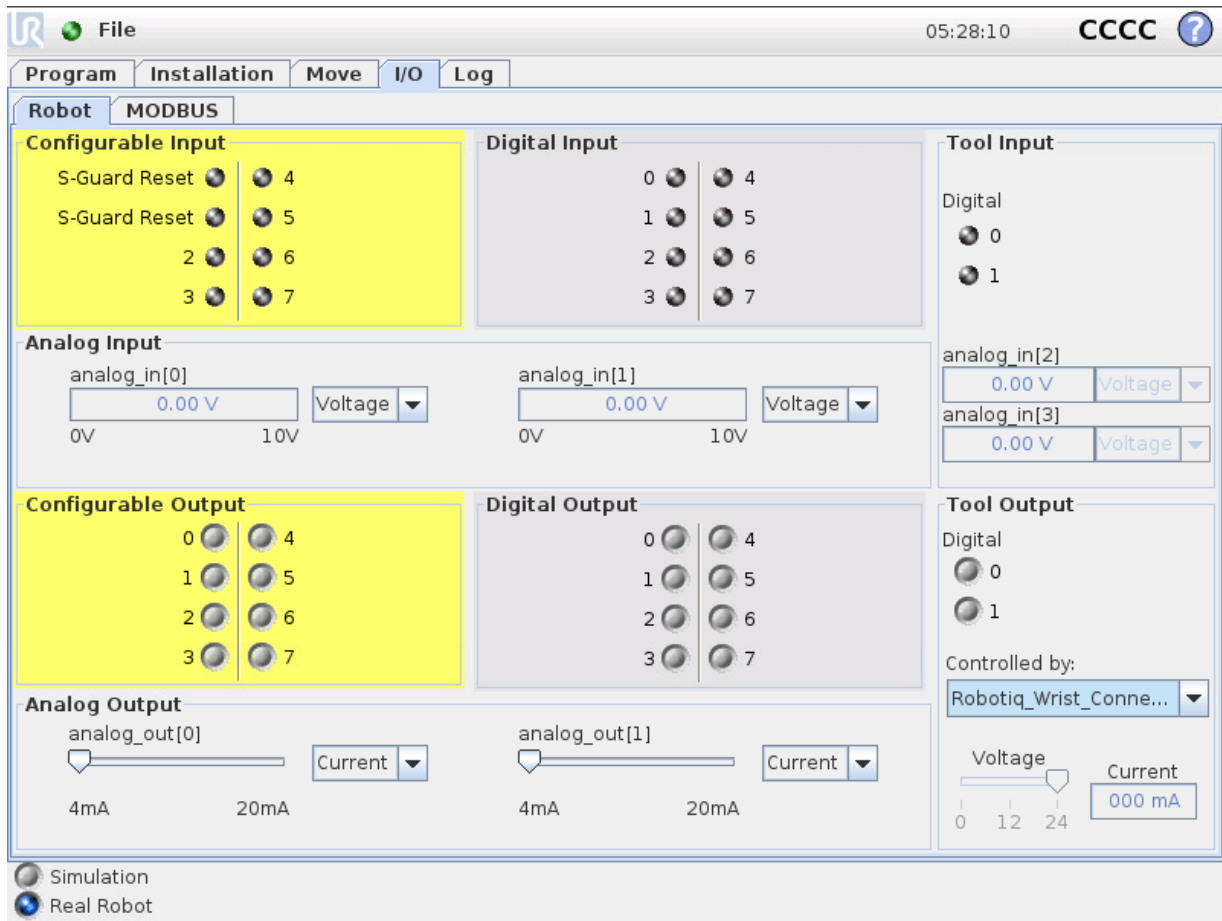 UR File 05:28:10 CCCC ?
Program Installation Move I/O Log
Robot MODBUS
Configurable Input
S-Guard Reset 4
S-Guard Reset 5
2 6
3 7
Digital Input
0 4
1 5
2 6
3 7
Tool Input
Digital
0
1
analog_in[2]
0.00 V Voltage
analog_in[3]
0.00 V Voltage
Analog Input
analog_in[0]
0.00 V Voltage
0V 10V
analog_in[1]
0.00 V Voltage
0V 10V
Configurable Output
0 4
1 5
2 6
3 7
Digital Output
0 4
1 5
2 6
3 7
Tool Output
Digital
0
1
Controlled by:
Robotiq_Wrist_Conne...
Voltage
0 12 24
Current
000 mA
Analog Output
analog_out[0]
Current
4mA 20mA
analog_out[1]
Current
4mA 20mA
Simulation
Real Robot